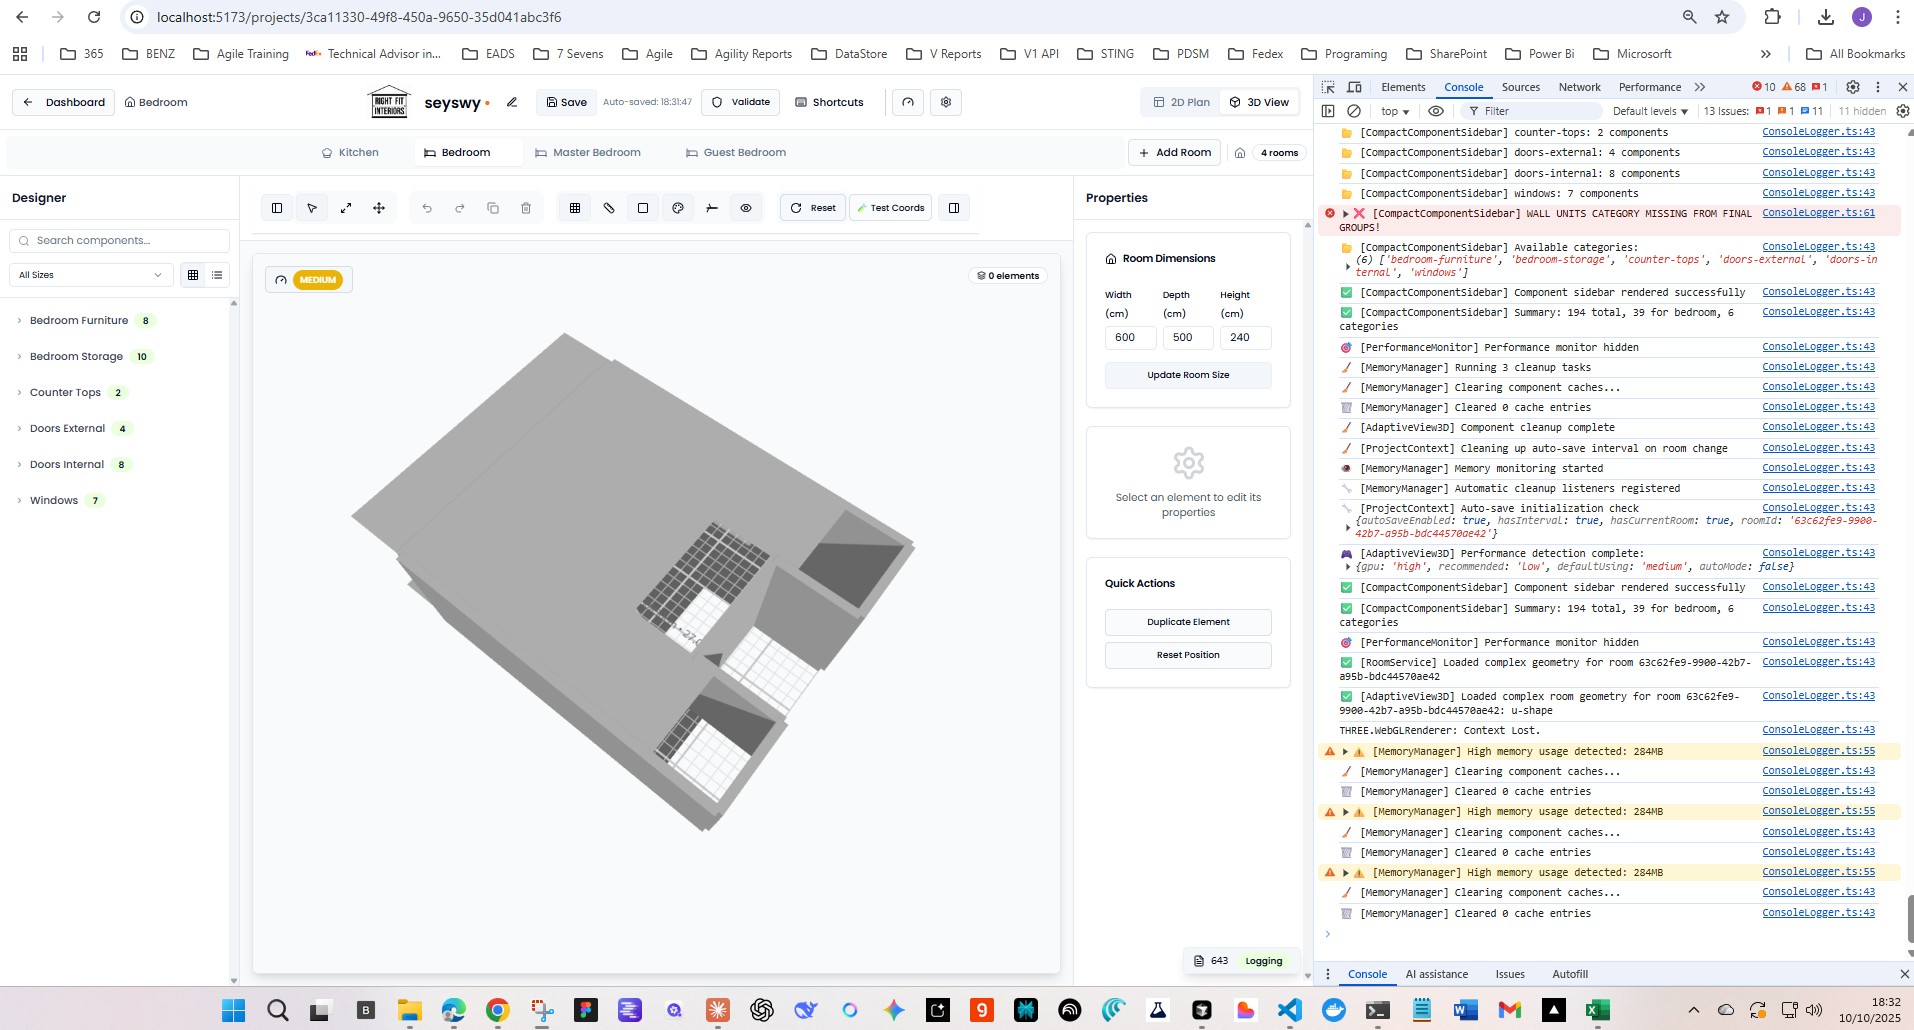 localhost:5173/projects/3ca11330-49f8-450a-9650-35d041abc3f6
J
365
BENZ
Agile Training
FedEx Technical Advisor in...
EADS
7 Sevens
Agile
Agility Reports
DataStore
V Reports
V1 API
STING
PDSM
Fedex
Programing
SharePoint
Power Bi
Microsorft
All Bookmarks
Dashboard
Bedroom
RIGHT FIT
INTERIORS
seyswy
Save
Auto-saved: 18:31:47
Validate
Shortcuts
2D Plan
3D View
Kitchen
Bedroom
Master Bedroom
Guest Bedroom
Add Room
4 rooms
Designer
Search components...
All Sizes
Bedroom Furniture 8
Bedroom Storage 10
Counter Tops 2
Doors External 4
Doors Internal 8
Windows 7
Reset
Test Coords
MEDIUM
0 elements
Properties
Room Dimensions
Width (cm)
Depth (cm)
Height (cm)
600
500
240
Update Room Size
Select an element to edit its
properties
Quick Actions
Duplicate Element
Reset Position
643 Logging
Elements
Console
Sources
Network
Performance
10
68
1
top
Filter
Default levels
13 Issues: 1 1 11
11 hidden
[CompactComponentSidebar] counter-tops: 2 components ConsoleLogger.ts:43
[CompactComponentSidebar] doors-external: 4 components ConsoleLogger.ts:43
[CompactComponentSidebar] doors-internal: 8 components ConsoleLogger.ts:43
[CompactComponentSidebar] windows: 7 components ConsoleLogger.ts:43
[CompactComponentSidebar] WALL UNITS CATEGORY MISSING FROM FINAL ConsoleLogger.ts:61
GROUPS!
[CompactComponentSidebar] Available categories: ConsoleLogger.ts:43
(6) ['bedroom-furniture', 'bedroom-storage', 'counter-tops', 'doors-external', 'doors-in
ternal', 'windows']
[CompactComponentSidebar] Component sidebar rendered successfully ConsoleLogger.ts:43
[CompactComponentSidebar] Summary: 194 total, 39 for bedroom, 6 ConsoleLogger.ts:43
categories
[PerformanceMonitor] Performance monitor hidden ConsoleLogger.ts:43
[MemoryManager] Running 3 cleanup tasks ConsoleLogger.ts:43
[MemoryManager] Clearing component caches... ConsoleLogger.ts:43
[MemoryManager] Cleared 0 cache entries ConsoleLogger.ts:43
[AdaptiveView3D] Component cleanup complete ConsoleLogger.ts:43
[ProjectContext] Cleaning up auto-save interval on room change ConsoleLogger.ts:43
[MemoryManager] Memory monitoring started ConsoleLogger.ts:43
[MemoryManager] Automatic cleanup listeners registered ConsoleLogger.ts:43
[ProjectContext] Auto-save initialization check ConsoleLogger.ts:43
{autoSaveEnabled: true, hasInterval: true, hasCurrentRoom: true, roomId: '63c62fe9-9900-
42b7-a95b-bdc44570ae42'}
[AdaptiveView3D] Performance detection complete: ConsoleLogger.ts:43
{gpu: 'high', recommended: 'low', defaultUsing: 'medium', autoMode: false}
[CompactComponentSidebar] Component sidebar rendered successfully ConsoleLogger.ts:43
[CompactComponentSidebar] Summary: 194 total, 39 for bedroom, 6 ConsoleLogger.ts:43
categories
[PerformanceMonitor] Performance monitor hidden ConsoleLogger.ts:43
[RoomService] Loaded complex geometry for room 63c62fe9-9900-42b7- ConsoleLogger.ts:43
a95b-bdc44570ae42
[AdaptiveView3D] Loaded complex room geometry for room 63c62fe9- ConsoleLogger.ts:43
9900-42b7-a95b-bdc44570ae42: u-shape
THREE.WebGLRenderer: Context Lost. ConsoleLogger.ts:43
[MemoryManager] High memory usage detected: 284MB ConsoleLogger.ts:55
[MemoryManager] Clearing component caches... ConsoleLogger.ts:43
[MemoryManager] Cleared 0 cache entries ConsoleLogger.ts:43
[MemoryManager] High memory usage detected: 284MB ConsoleLogger.ts:55
[MemoryManager] Clearing component caches... ConsoleLogger.ts:43
[MemoryManager] Cleared 0 cache entries ConsoleLogger.ts:43
[MemoryManager] High memory usage detected: 284MB ConsoleLogger.ts:55
[MemoryManager] Clearing component caches... ConsoleLogger.ts:43
[MemoryManager] Cleared 0 cache entries ConsoleLogger.ts:43
Console
AI assistance
Issues
Autofill
18:32
10/10/2025